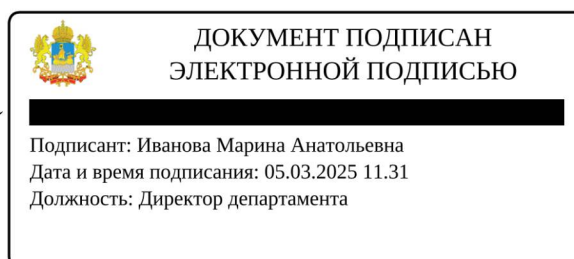 ДОКУМЕНТ ПОДПИСАН
ЭЛЕКТРОННОЙ ПОДПИСЬЮ
Подписант: Иванова Марина Анатольевна
Дата и время подписания: 05.03.2025 11.31
Должность: Директор департамента